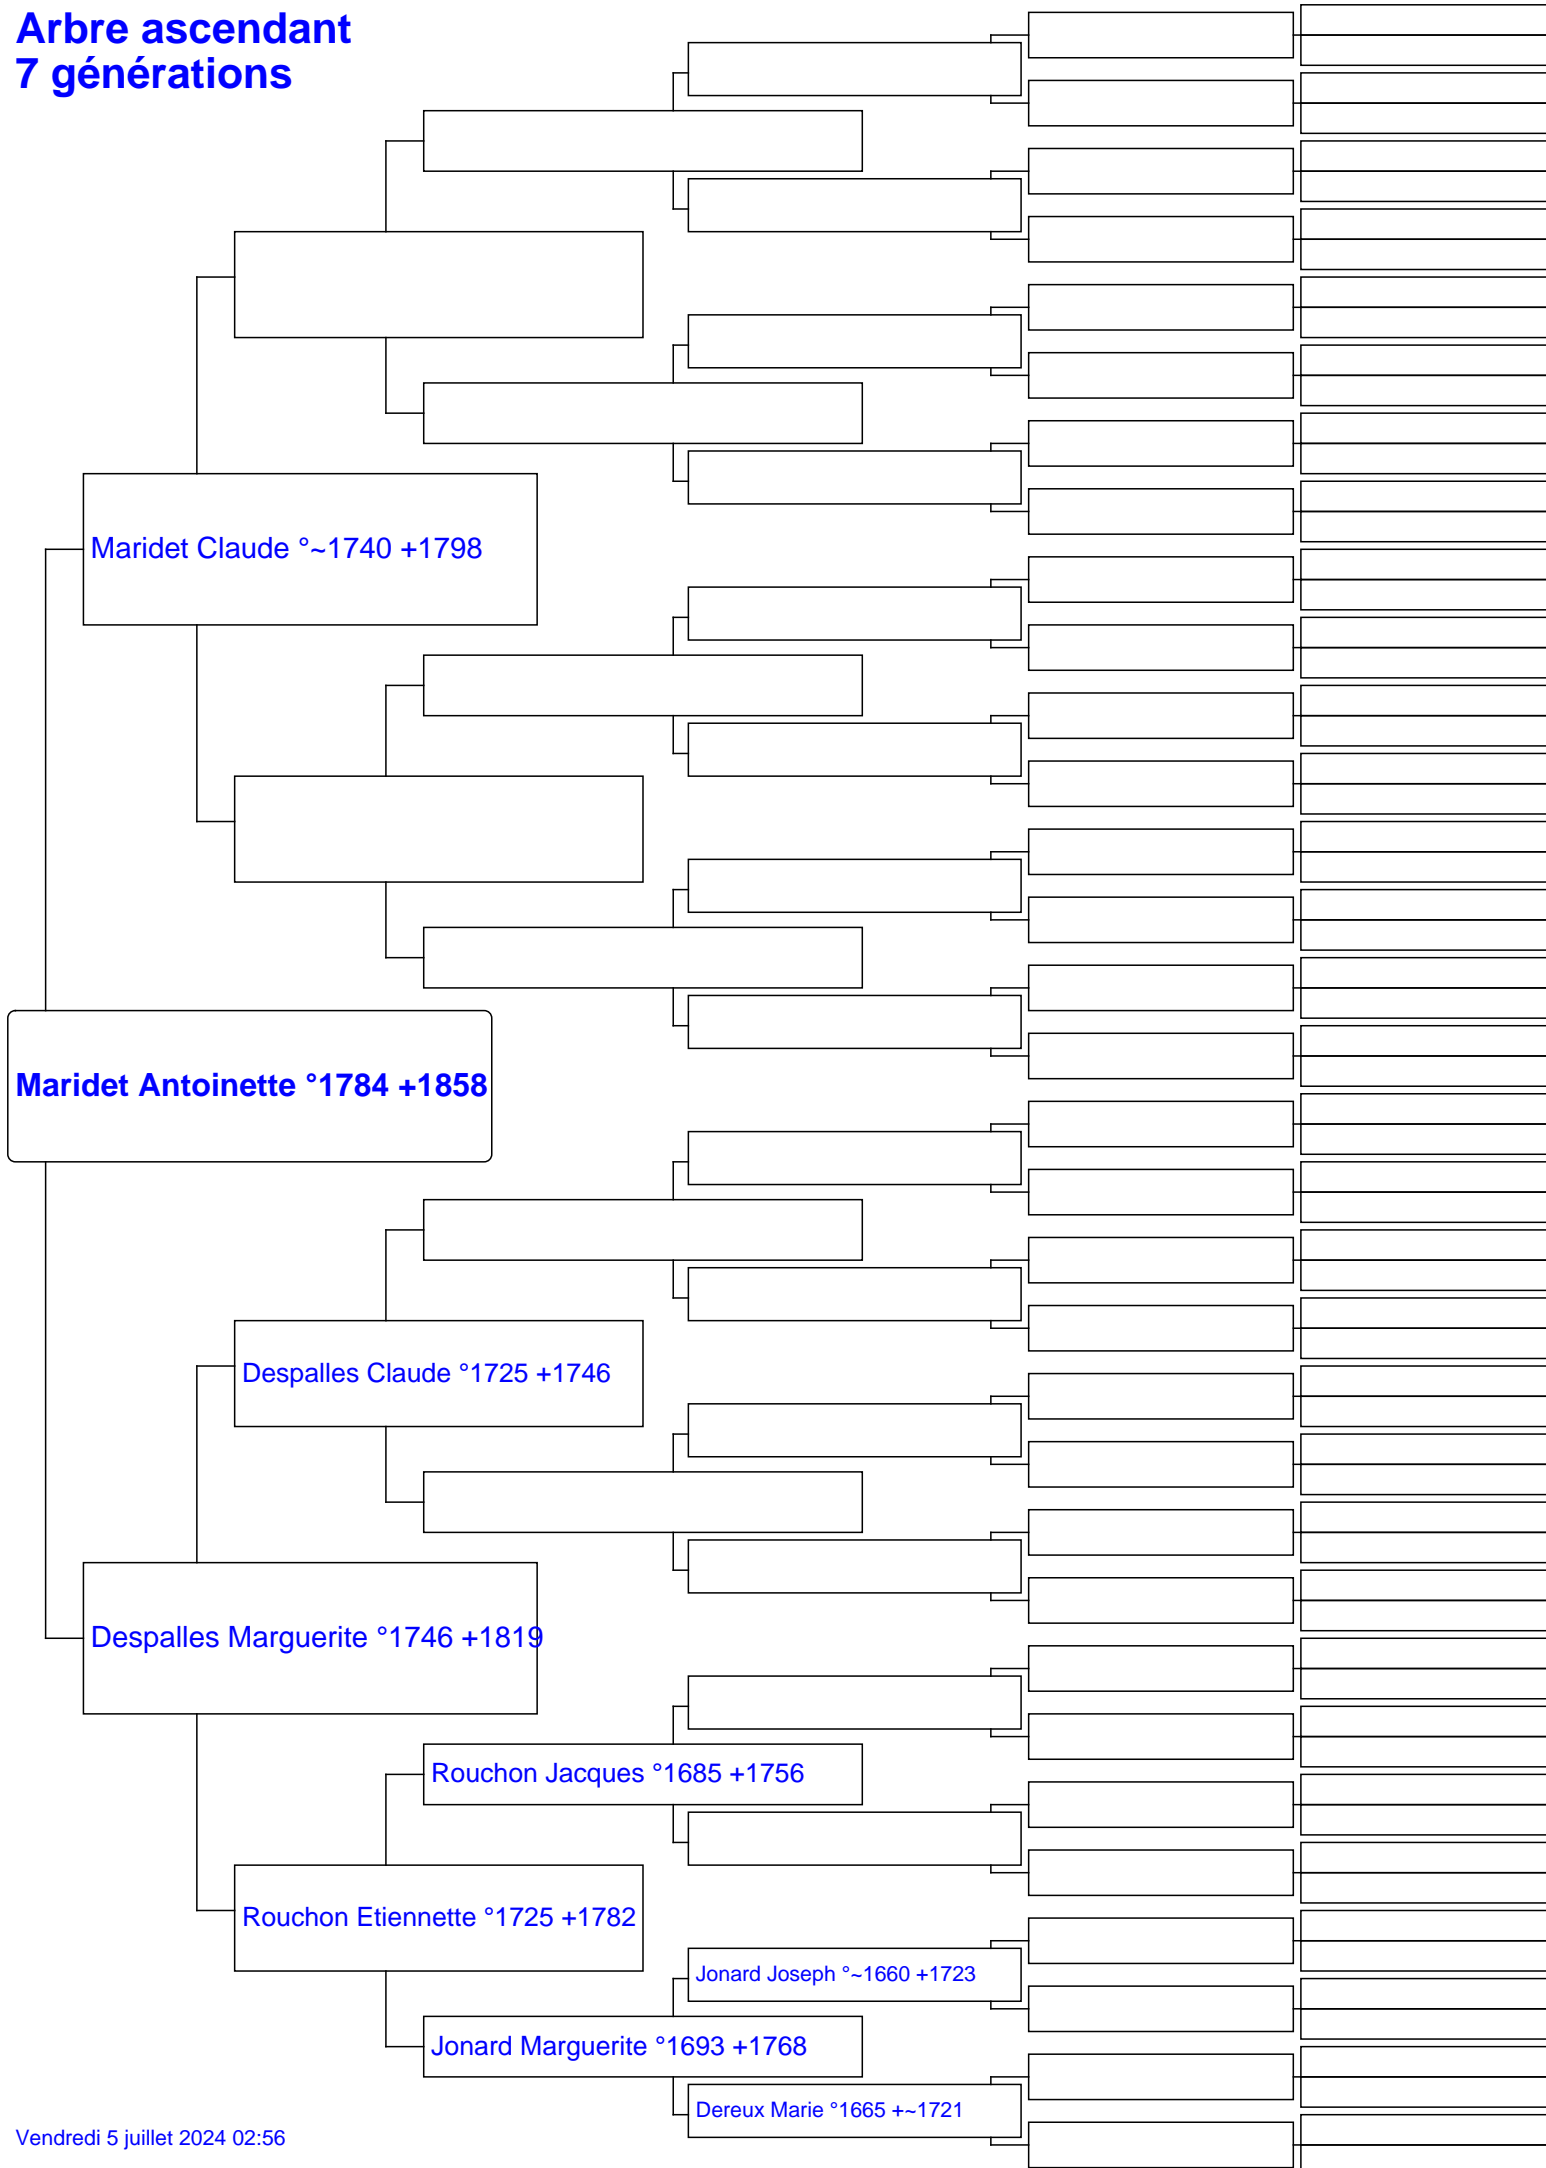 Arbre ascendant
7 générations
Maridet Claude °~1740 +1798
Maridet Antoinette °1784 +1858
Despalles Claude °1725 +1746
Despalles Marguerite °1746 +1819
Rouchon Jacques °1685 +1756
Rouchon Etiennette °1725 +1782
Jonard Joseph °~1660 +1723
Jonard Marguerite °1693 +1768
Dereux Marie °1665 +~1721
Vendredi 5 juillet 2024 02:56